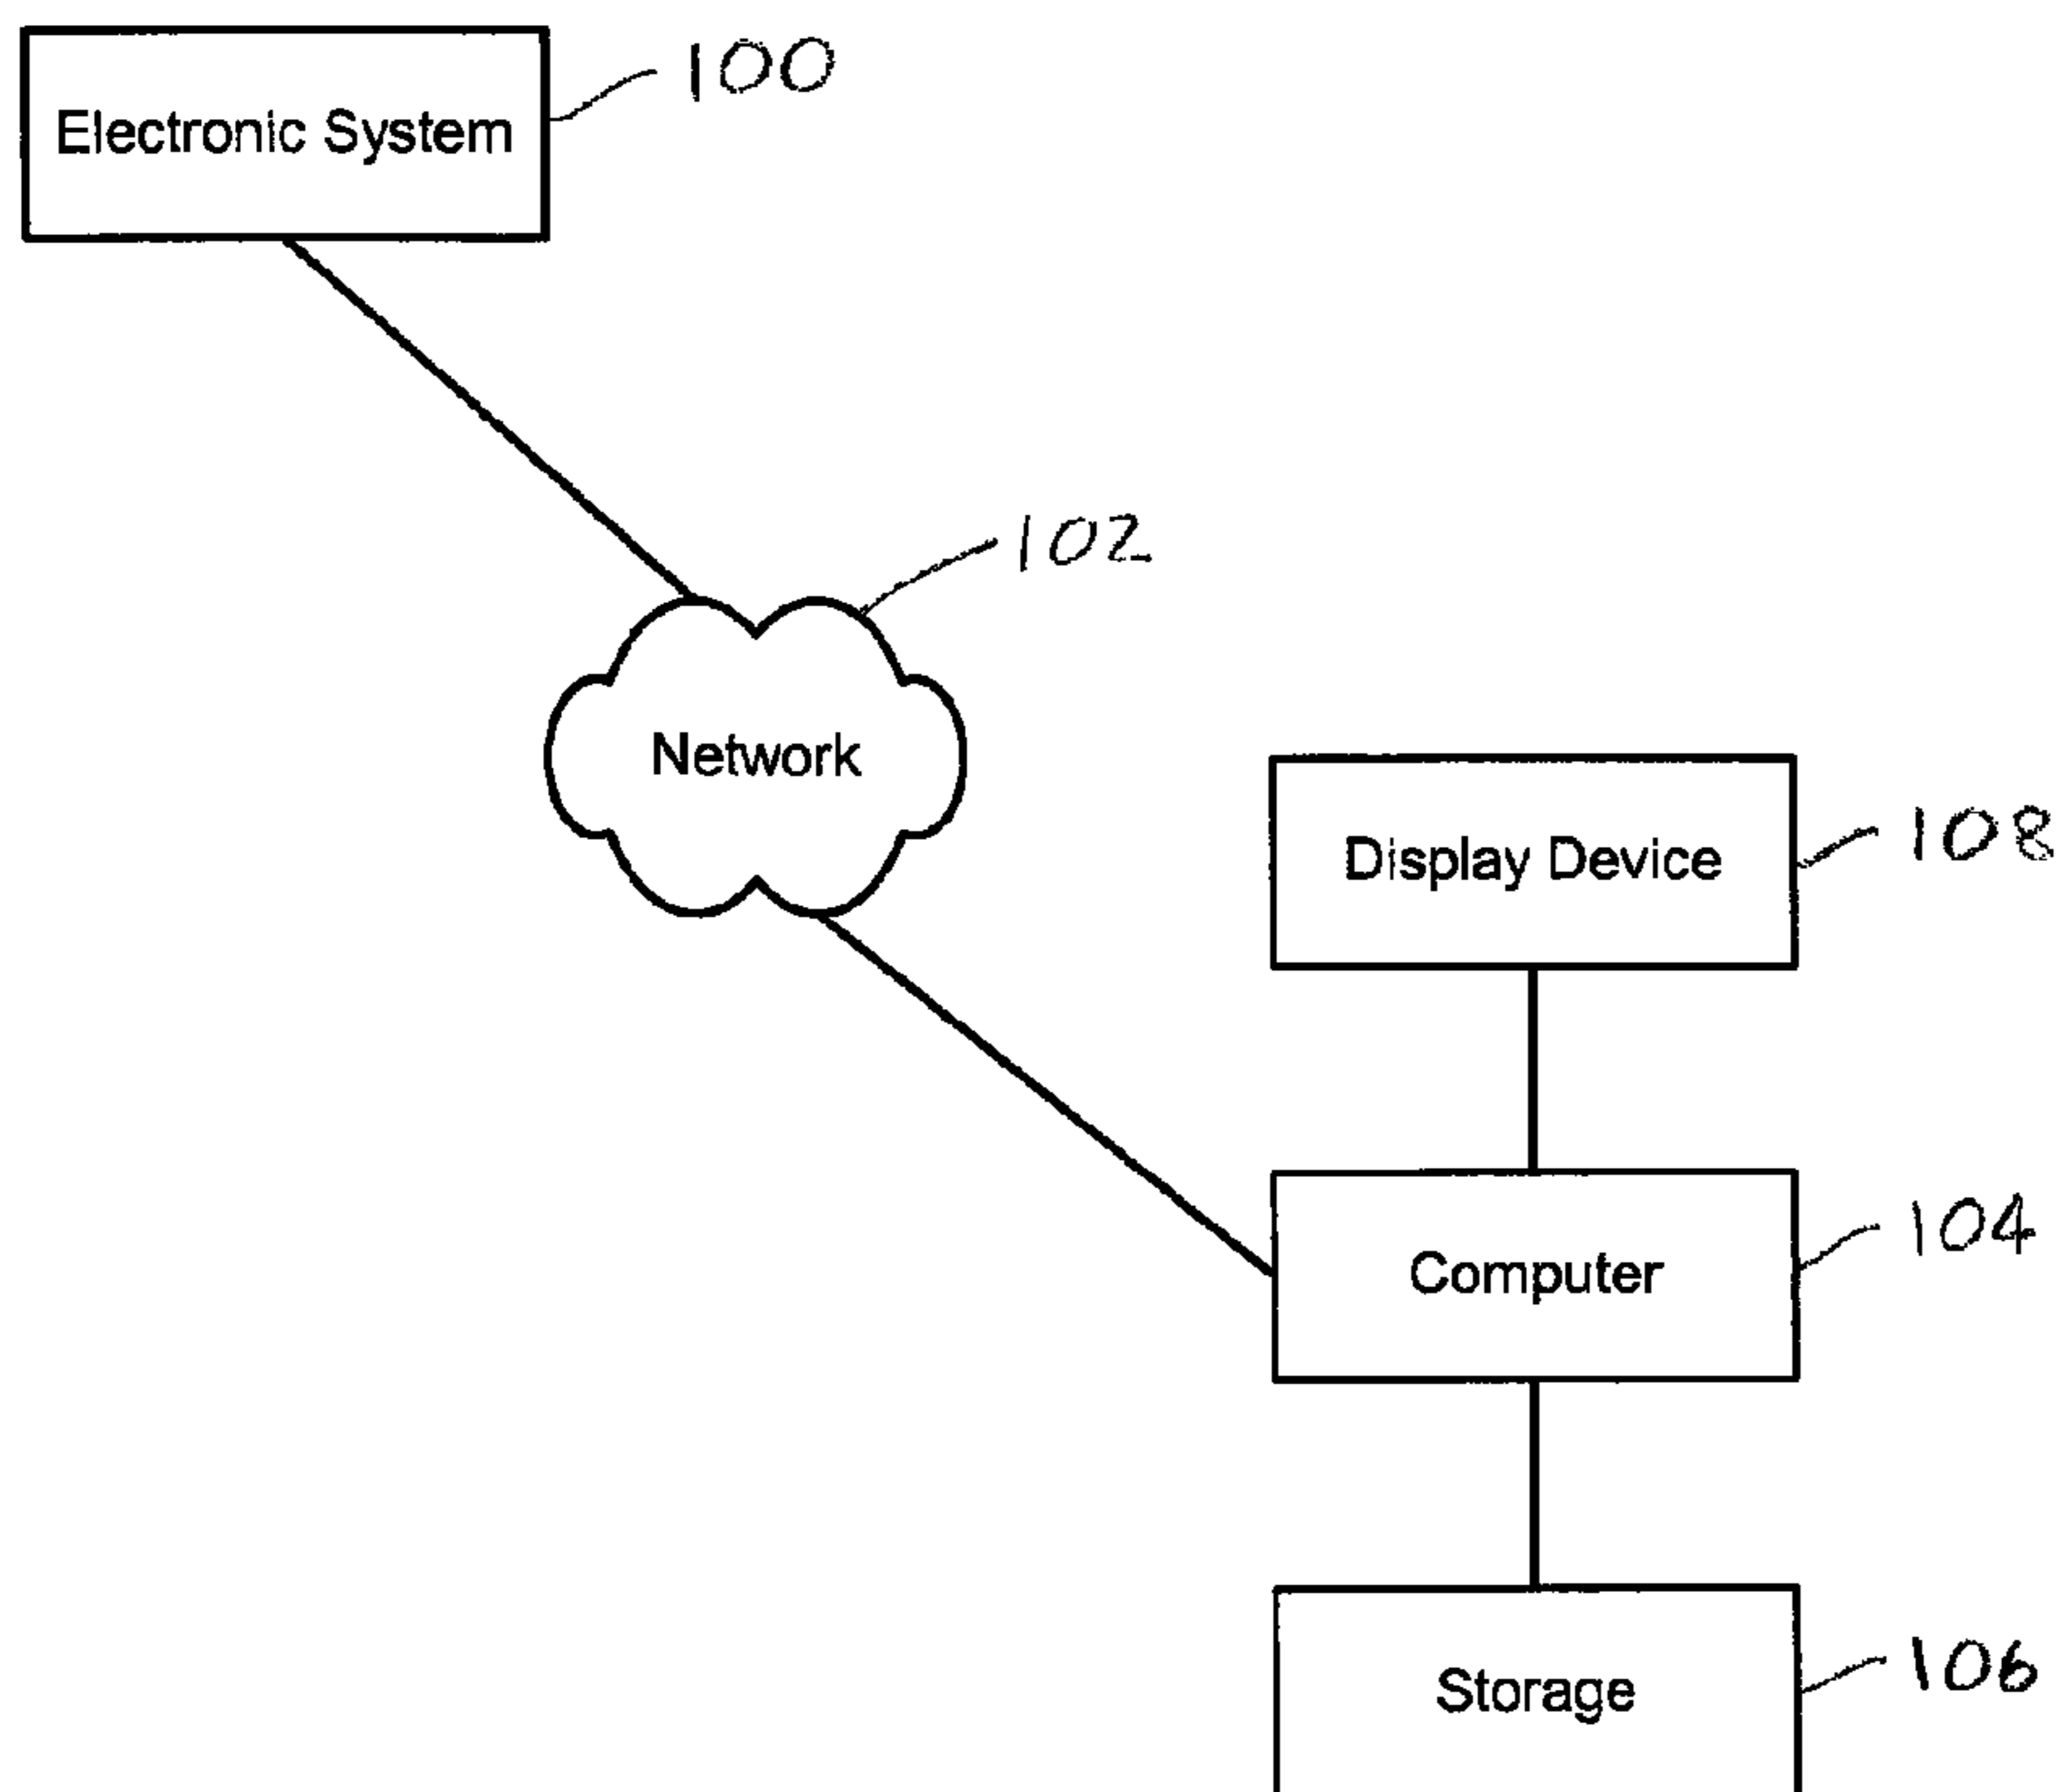 100
Electronic System
102
Network
108
Display Device
104
Computer
106
Storage